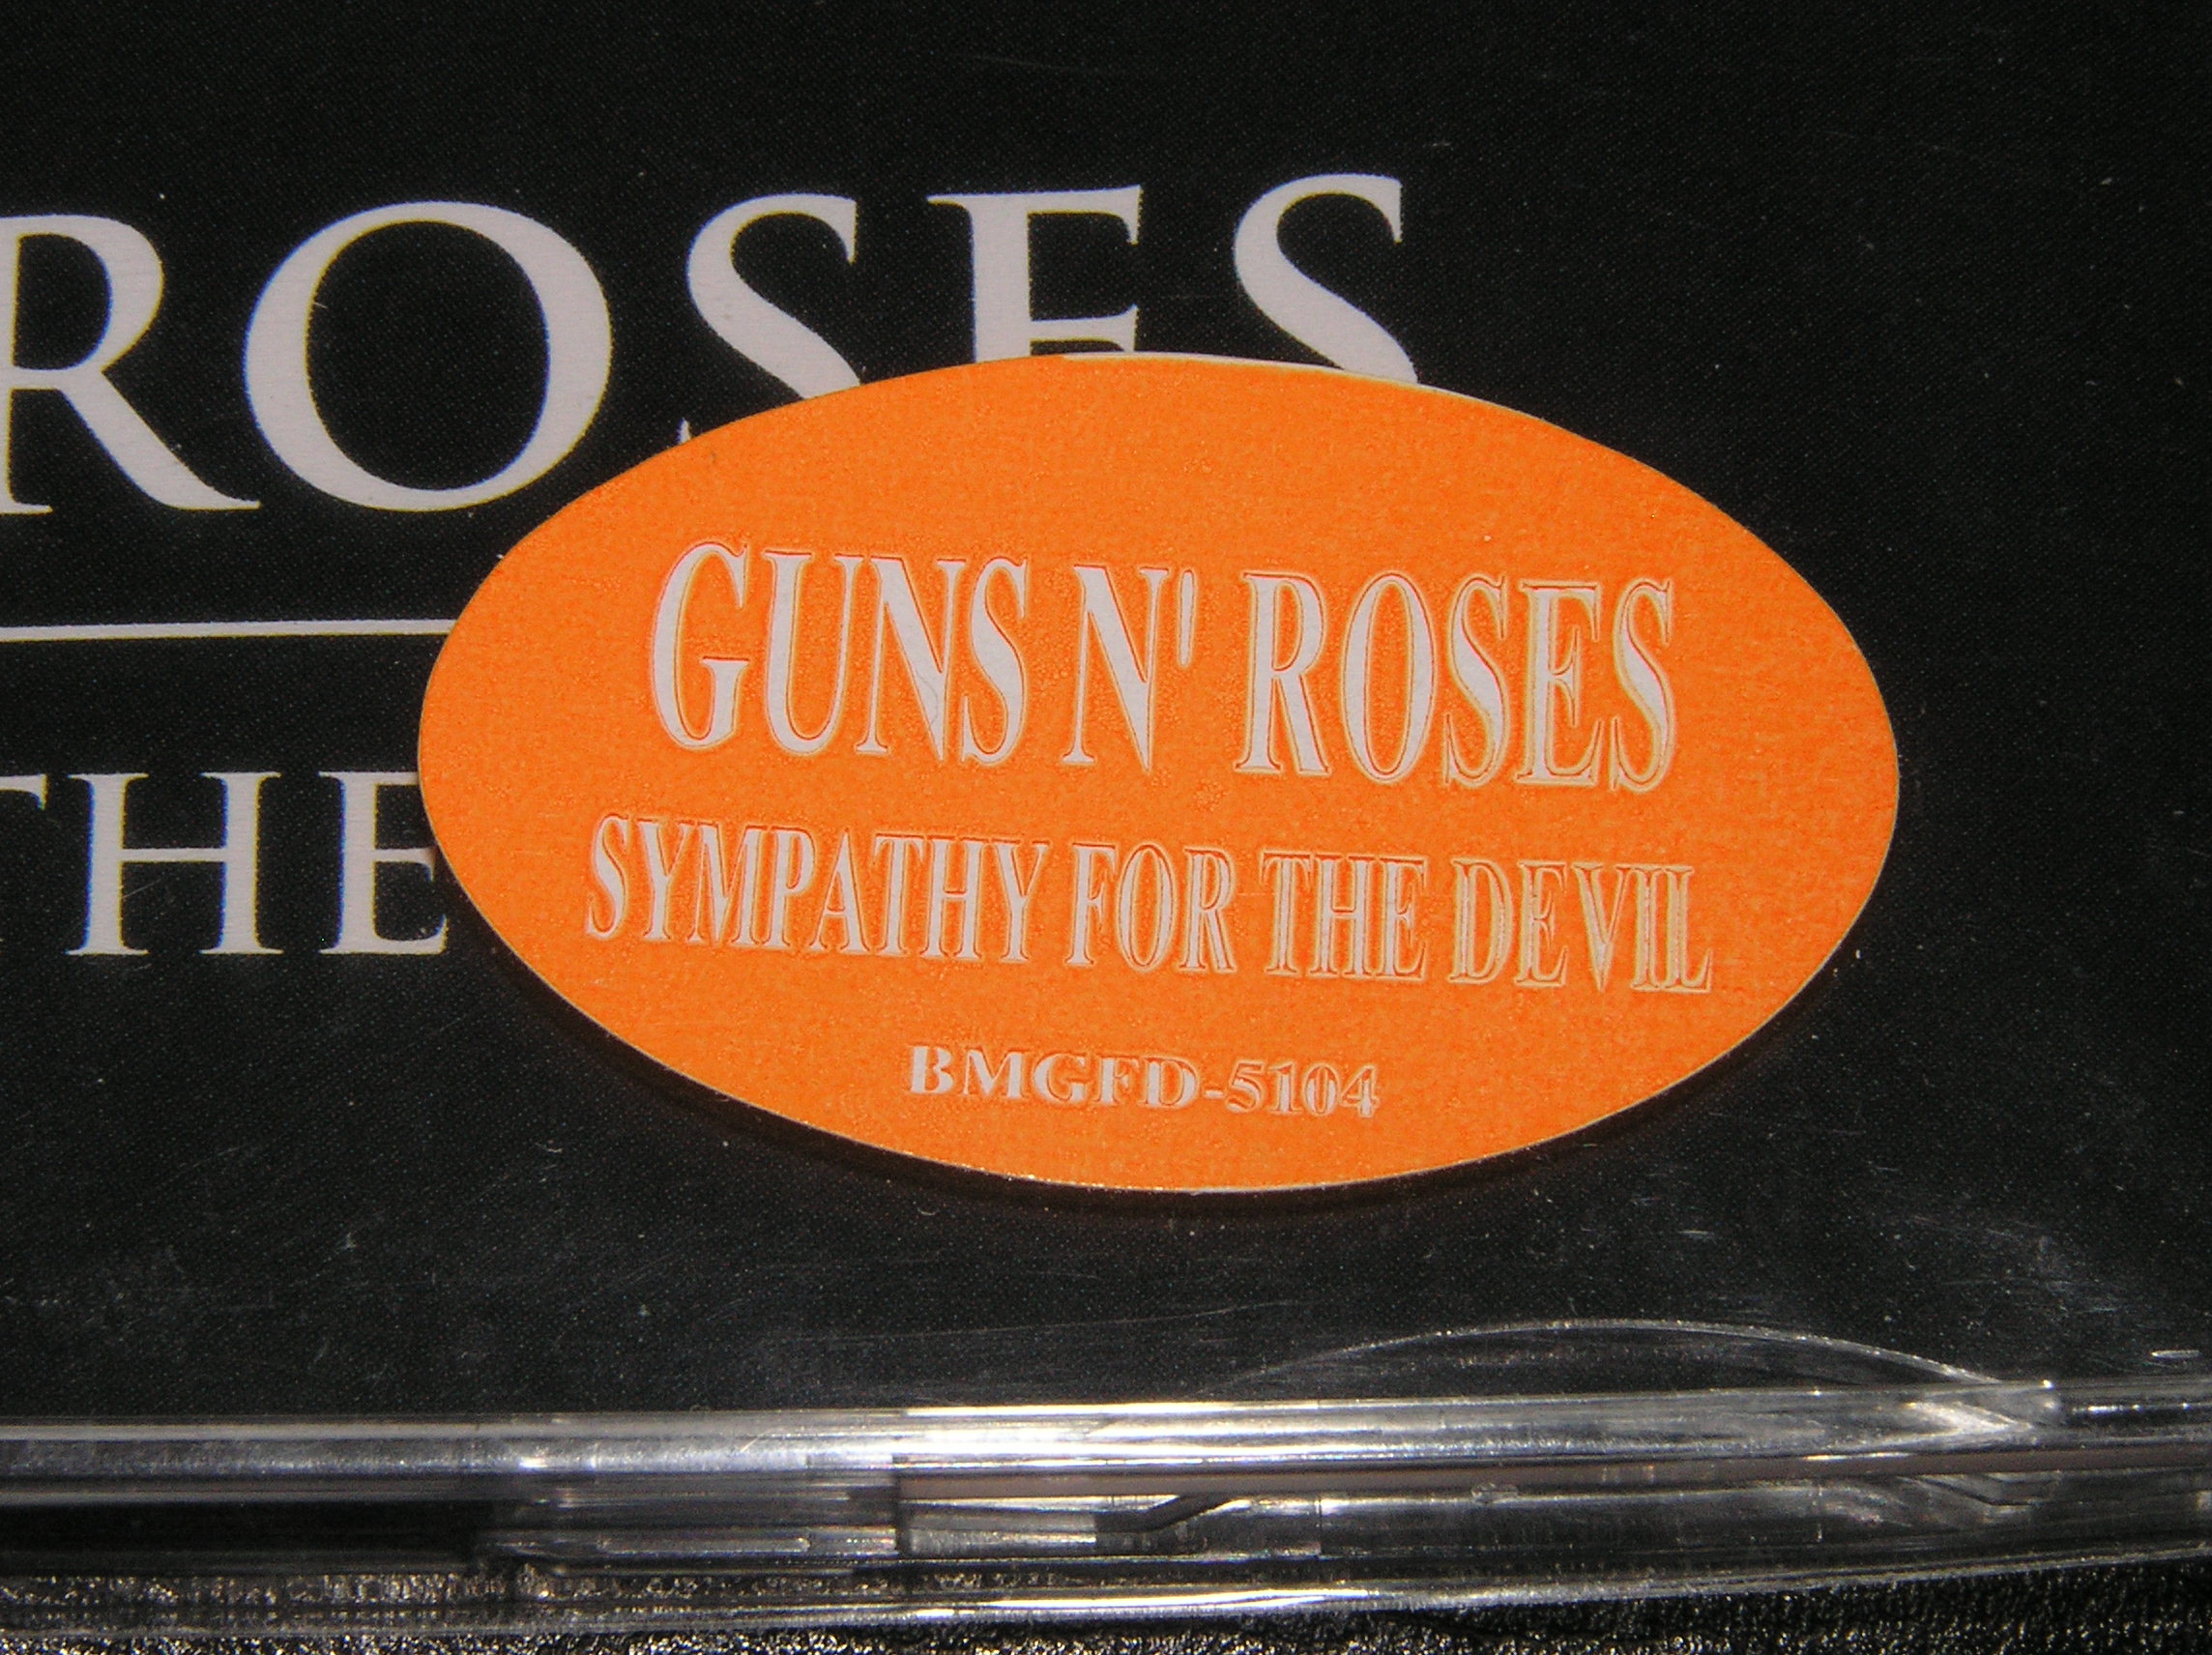 ROSES
THE
GUNS N' ROSES
SYMPATHY FOR THE DEVIL
BMGFD-5104